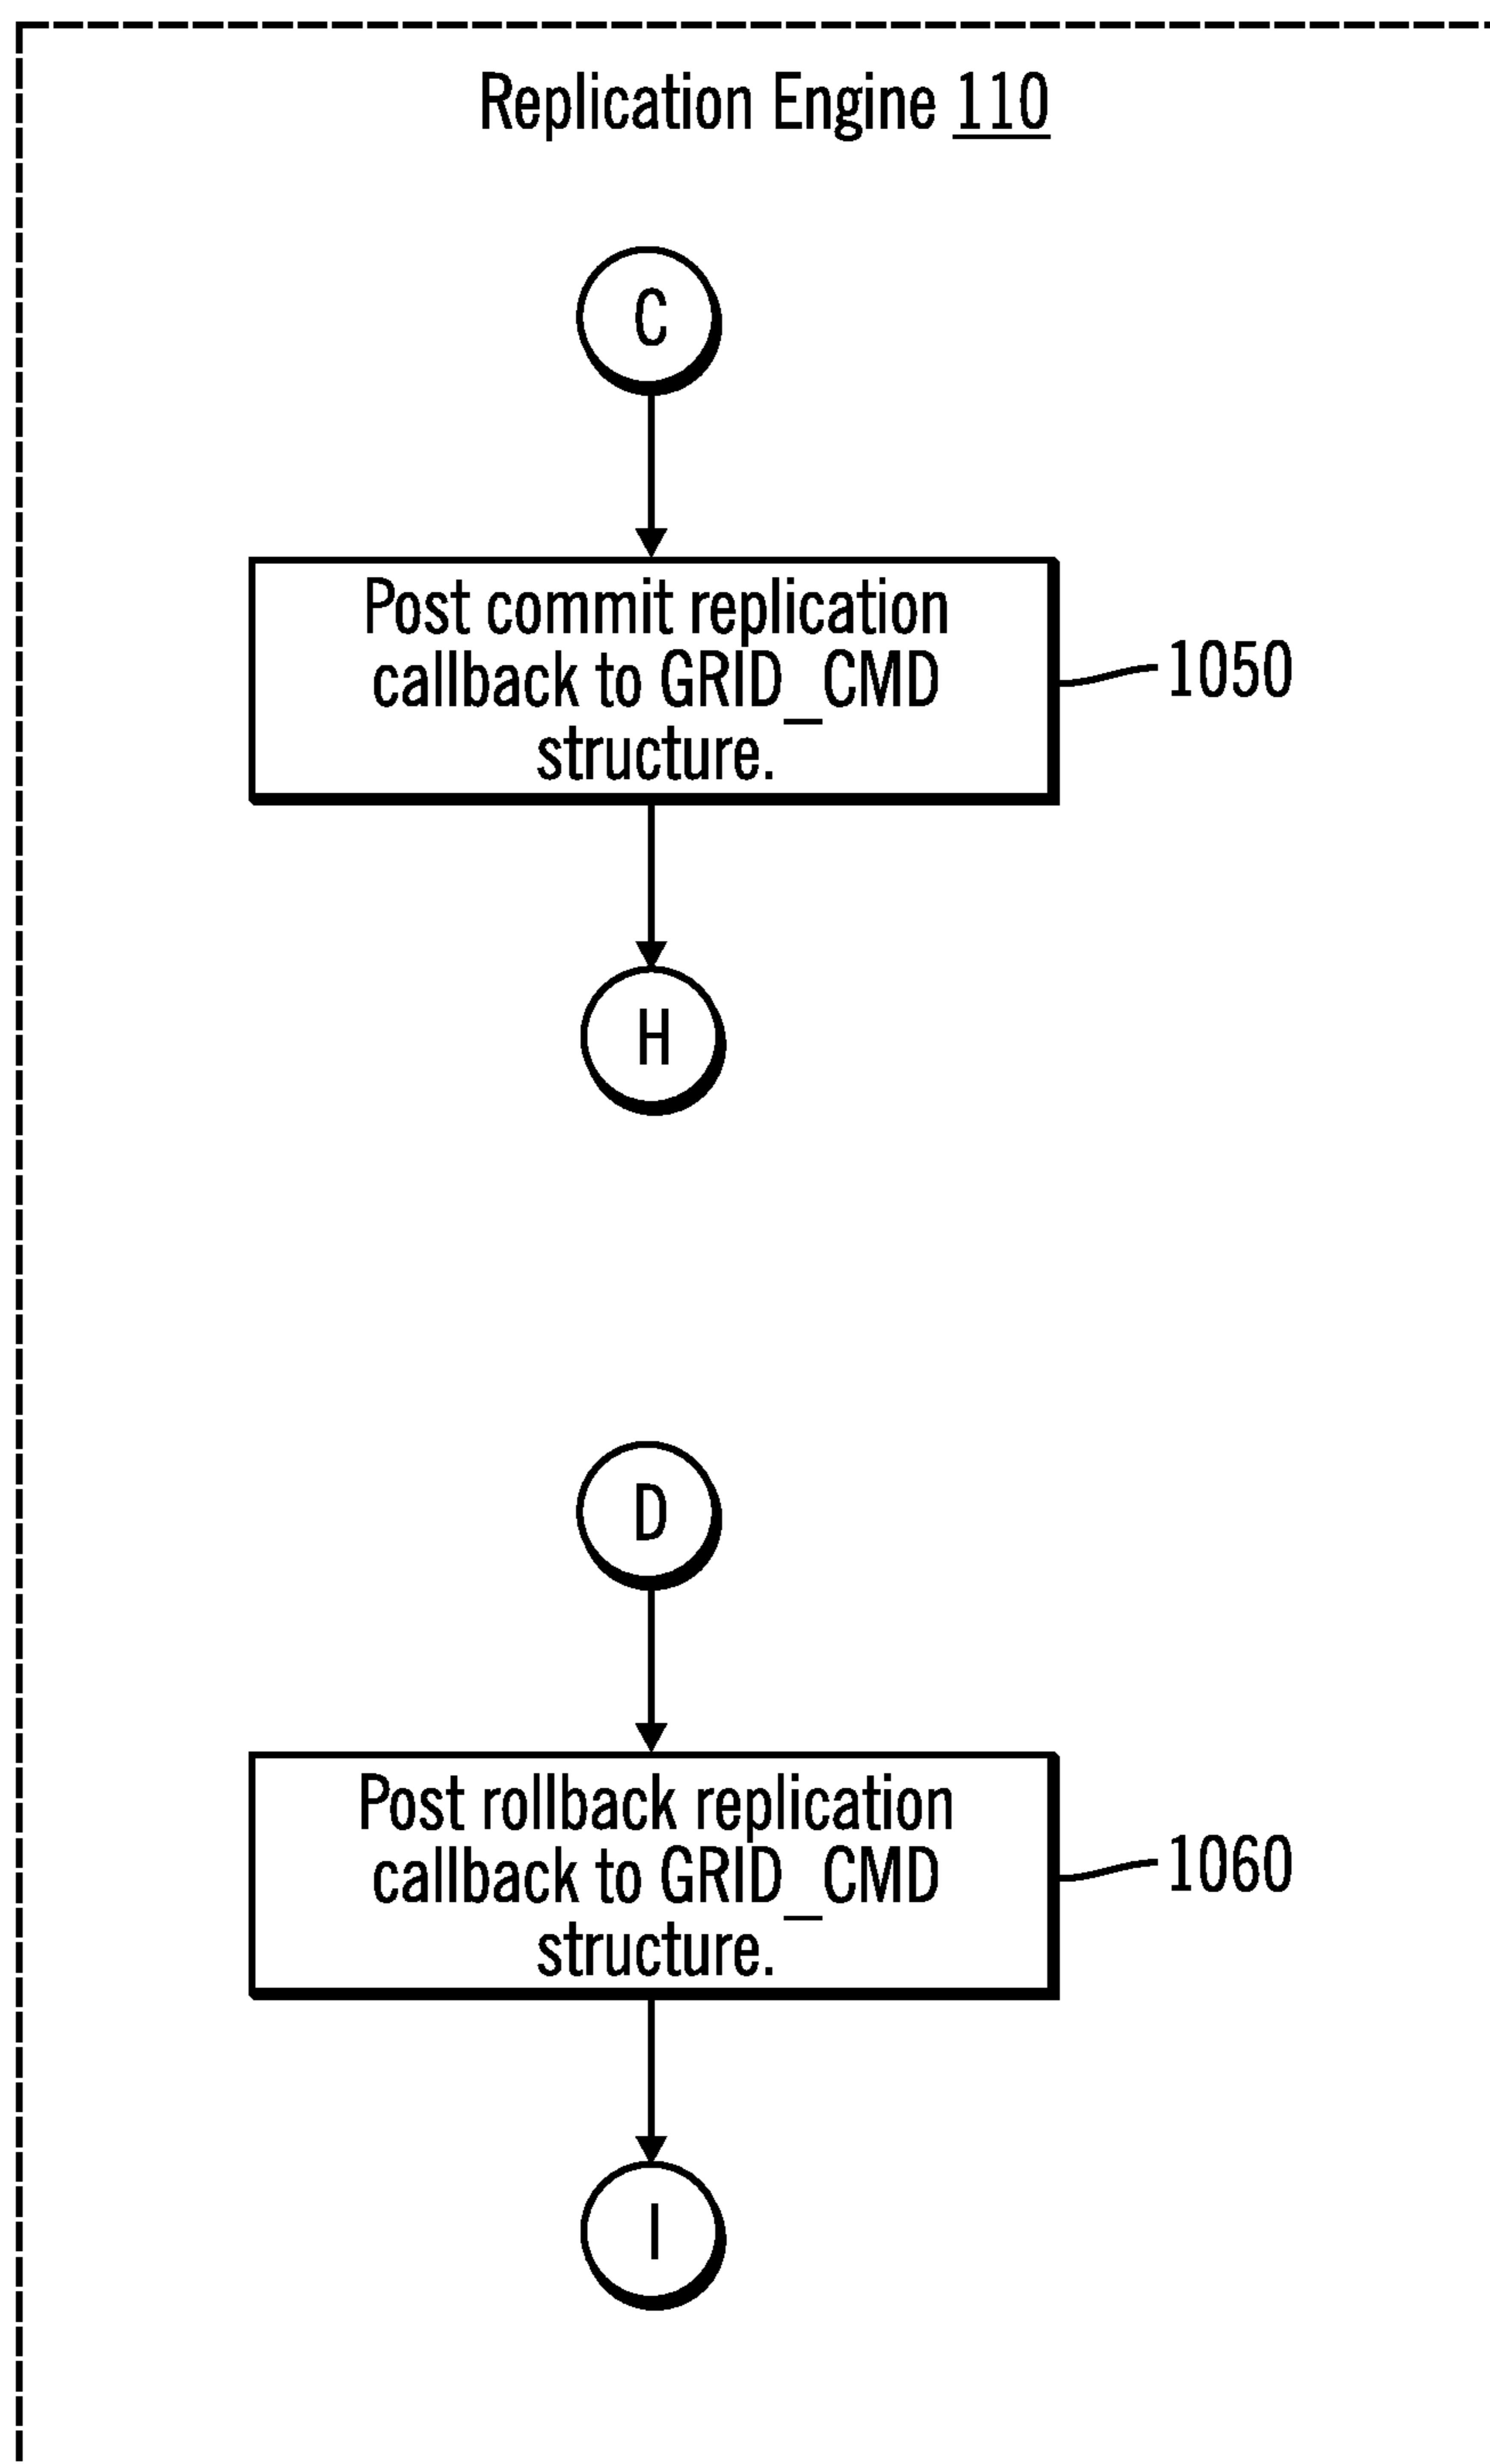 Replication Engine 110
C
Post commit replication
callback to GRID_CMD
structure.
1050
H
D
Post rollback replication
callback to GRID_CMD
structure.
1060
I